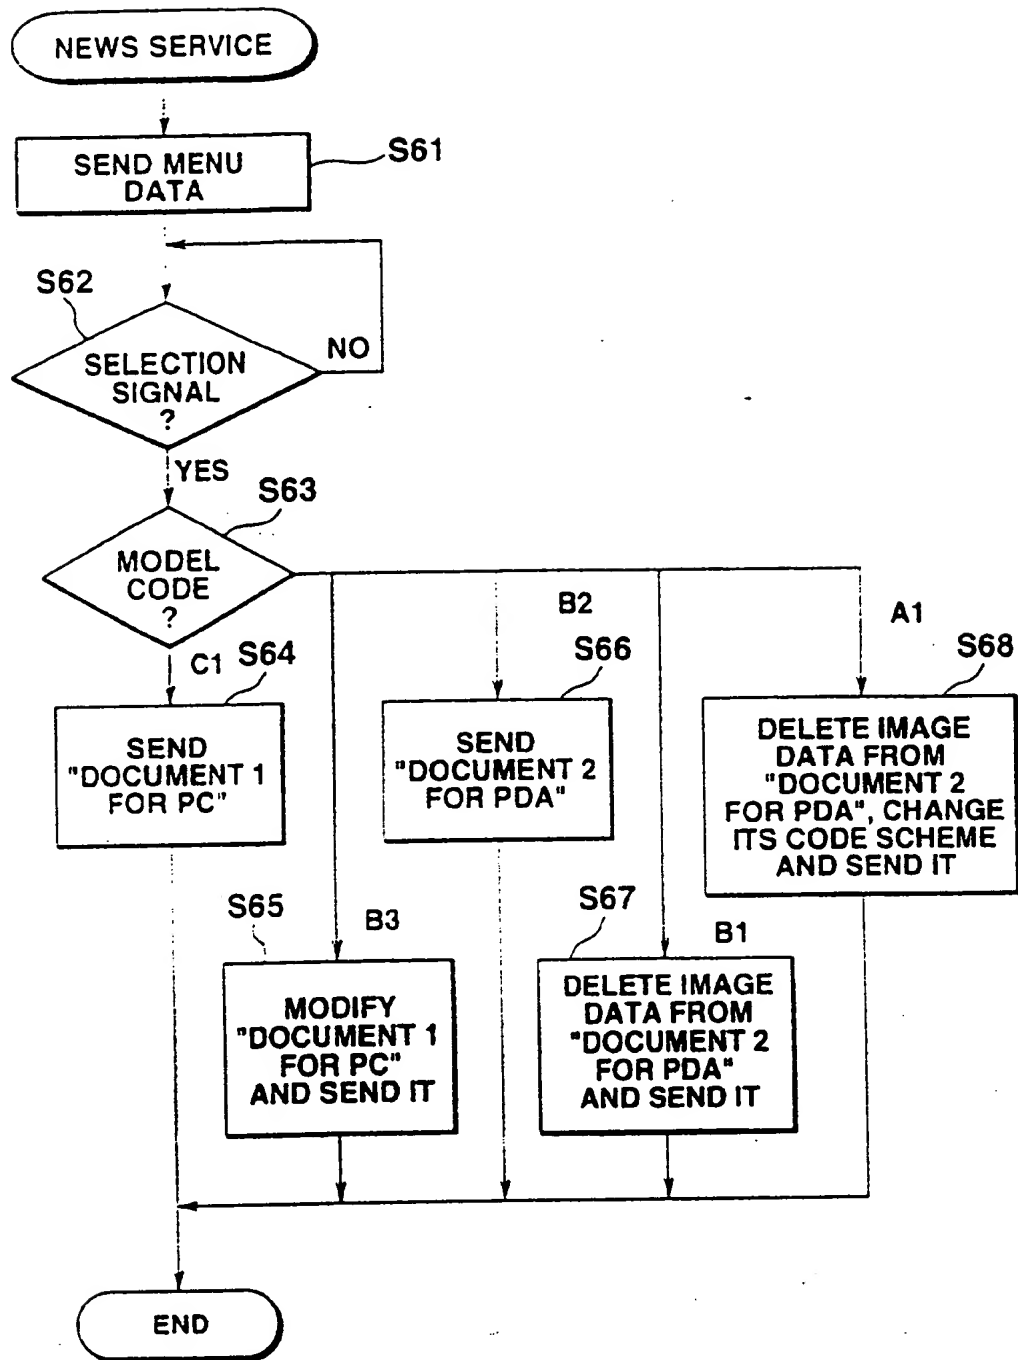 NEWS SERVICE
SEND MENU
DATA
S61
S62
SELECTION
SIGNAL
?
NO
YES
S63
MODEL
CODE
?
C1
S64
SEND
"DOCUMENT 1
FOR PC"
B2
S66
SEND
"DOCUMENT 2
FOR PDA"
A1
S68
DELETE IMAGE
DATA FROM
"DOCUMENT 2
FOR PDA", CHANGE
ITS CODE SCHEME
AND SEND IT
S65
B3
MODIFY
"DOCUMENT 1
FOR PC"
AND SEND IT
S67
B1
DELETE IMAGE
DATA FROM
"DOCUMENT 2
FOR PDA"
AND SEND IT
END